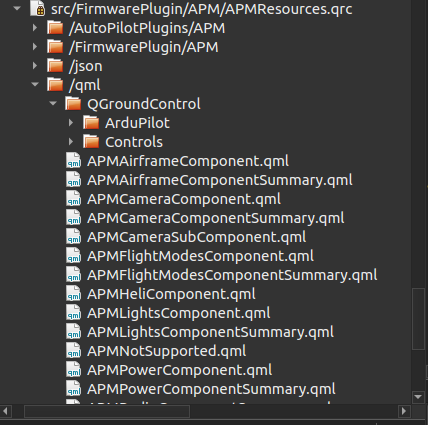 src/FirmwarePlugin/APM/APMResources.qrc
/AutoPilotPlugins/APM
/FirmwarePlugin/APM
/json
/qml
QGroundControl
ArduPilot
Controls
APMAirframeComponent.qml
APMAirframeComponentSummary.qml
APMCameraComponent.qml
APMCameraComponentSummary.qml
APMCameraSubComponent.qml
APMFlightModesComponent.qml
APMFlightModesComponentSummary.qml
APMHeliComponent.qml
APMLightsComponent.qml
APMLightsComponentSummary.qml
APMNotSupported.qml
APMPowerComponent.qml
APMPowerComponentSummary.qml